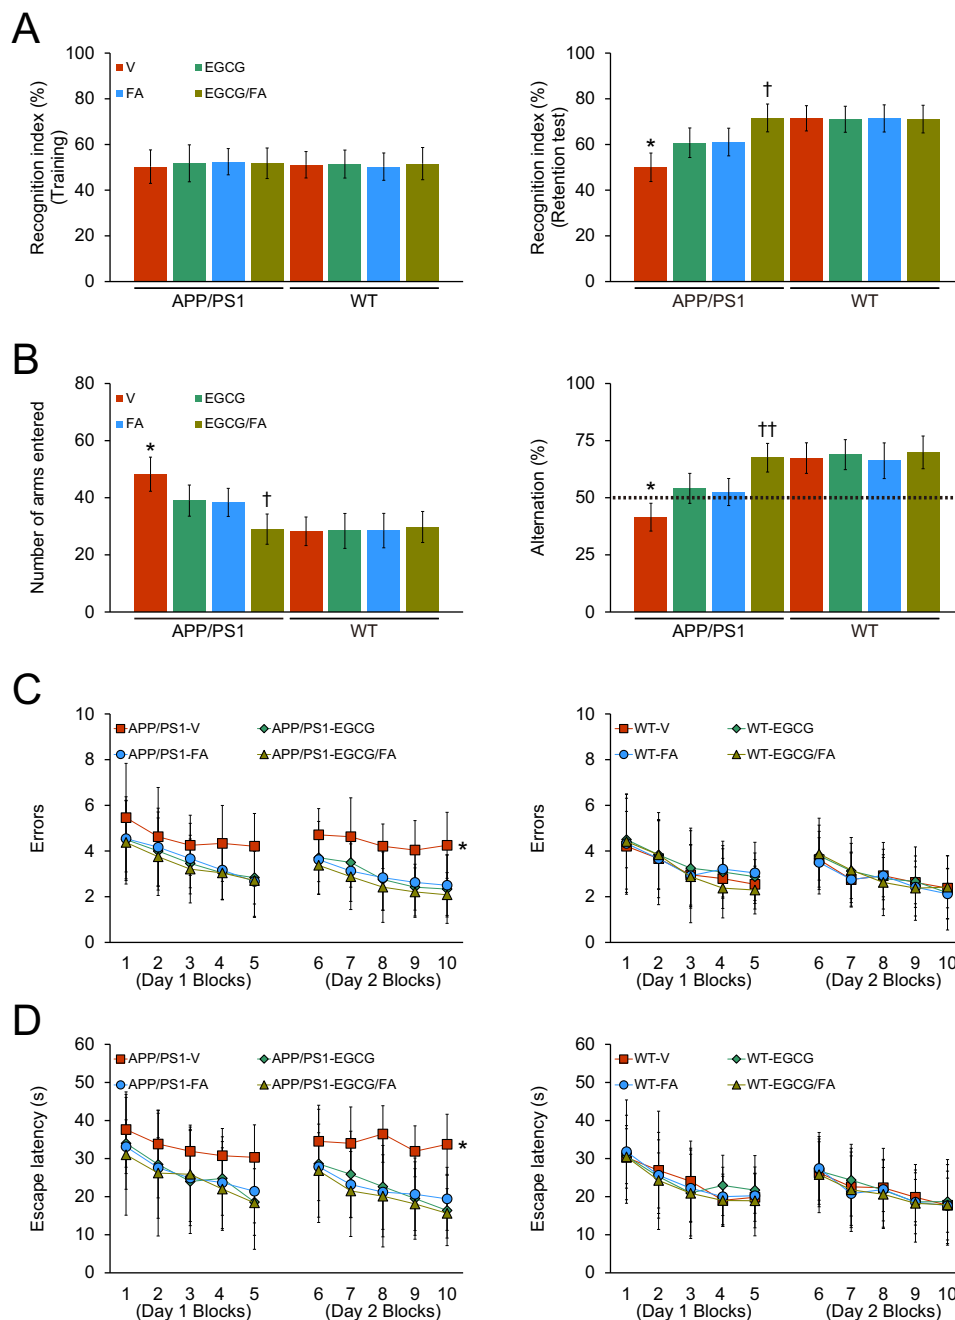 A
Recognition index (%)
(Training)
100
80
60
40
20
0
V
EGCG
FA
EGCG/FA
APP/PS1
WT
Recognition index (%)
(Retention test)
100
80
60
40
20
0
*
†
APP/PS1
WT
B
Number of arms entered
80
60
40
20
0
V
EGCG
FA
EGCG/FA
*
†
APP/PS1
WT
Alternation (%)
100
75
50
25
0
*
††
APP/PS1
WT
C
Errors
10
8
6
4
2
0
APP/PS1-V
APP/PS1-EGCG
APP/PS1-FA
APP/PS1-EGCG/FA
*
1 2 3 4 5 6 7 8 9 10
(Day 1 Blocks) (Day 2 Blocks)
Errors
10
8
6
4
2
0
WT-V
WT-EGCG
WT-FA
WT-EGCG/FA
1 2 3 4 5 6 7 8 9 10
(Day 1 Blocks) (Day 2 Blocks)
D
Escape latency (s)
60
50
40
30
20
10
0
APP/PS1-V
APP/PS1-EGCG
APP/PS1-FA
APP/PS1-EGCG/FA
*
1 2 3 4 5 6 7 8 9 10
(Day 1 Blocks) (Day 2 Blocks)
Escape latency (s)
60
50
40
30
20
10
0
WT-V
WT-EGCG
WT-FA
WT-EGCG/FA
1 2 3 4 5 6 7 8 9 10
(Day 1 Blocks) (Day 2 Blocks)